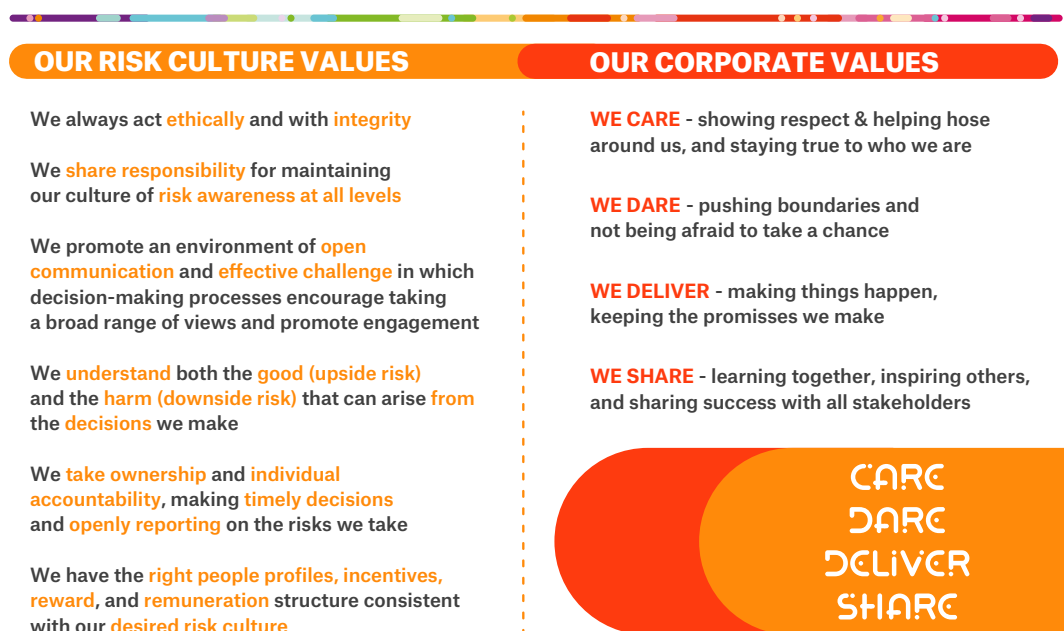 OUR RISK CULTURE VALUES
We always act ethically and with integrity
We share responsibility for maintaining
our culture of risk awareness at all levels
We promote an environment of open
communication and effective challenge in which
decision-making processes encourage taking
a broad range of views and promote engagement
We understand both the good (upside risk)
and the harm (downside risk) that can arise from
the decisions we make
We take ownership and individual
accountability, making timely decisions
and openly reporting on the risks we take
We have the right people profiles, incentives,
reward, and remuneration structure consistent
with our desired risk culture
OUR CORPORATE VALUES
WE CARE - showing respect & helping hose
around us, and staying true to who we are
WE DARE - pushing boundaries and
not being afraid to take a chance
WE DELIVER - making things happen,
keeping the promisses we make
WE SHARE - learning together, inspiring others,
and sharing success with all stakeholders
CARE
DARE
DELIVER
SHARE